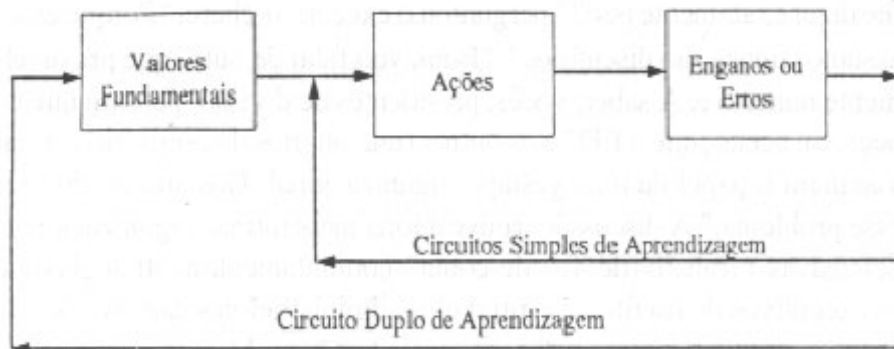 Valores
Fundamentais
Ações
Enganos ou
Erros
Circuitos Simples de Aprendizagem
Circuito Duplo de Aprendizagem